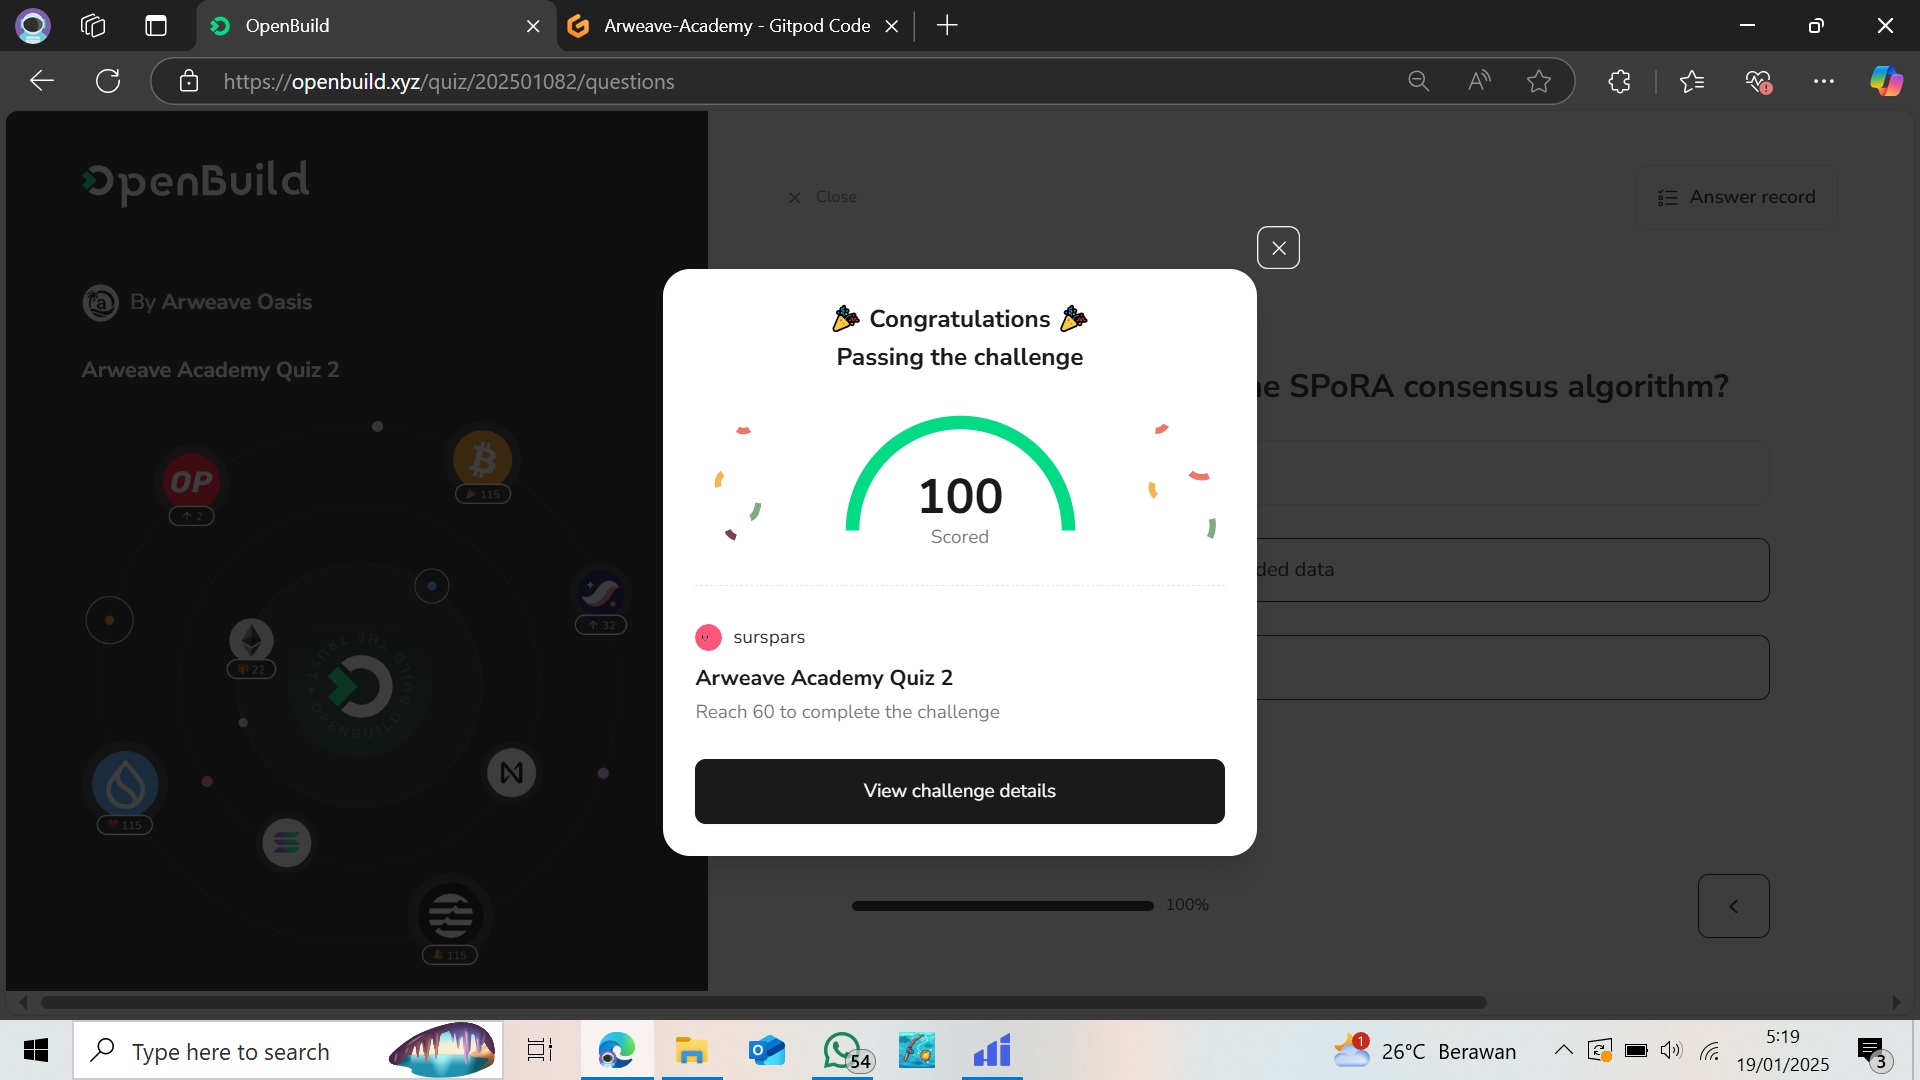 OpenBuild
Arweave-Academy - Gitpod Code
https://openbuild.xyz/quiz/202501082/questions
OpenBuild
By Arweave Oasis
Arweave Academy Quiz 2
OP
2
115
32
22
115
115
Close
Answer record
e SPoRA consensus algorithm?
ded data
100%
Congratulations
Passing the challenge
100
Scored
surspars
Arweave Academy Quiz 2
Reach 60 to complete the challenge
View challenge details
Type here to search
54
1
26°C Berawan
5:19
19/01/2025
3